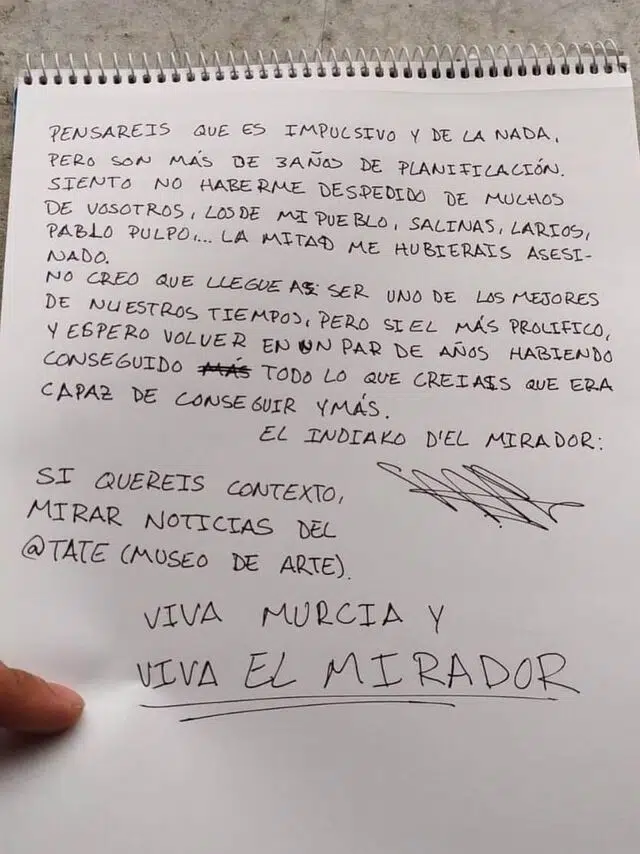 PENSAREIS QUE ES IMPULSIVO Y DE LA NADA,
PERO SON MÁS DE 3 AÑOS DE PLANIFICACIÓN.
SIENTO NO HABERME DESPEDIDO DE MUCHOS
DE VOSOTROS, LOS DE MI PUEBLO, SALINAS, LARIOS,
PABLO PULPO,... LA MITAD ME HUBIERAIS ASESI-
NADO.
NO CREO QUE LLEGUE A SER UNO DE LOS MEJORES
DE NUESTROS TIEMPOS, PERO SI EL MÁS PROLIFICO,
Y ESPERO VOLVER EN UN PAR DE AÑOS HABIENDO
CONSEGUIDO MÁS TODO LO QUE CREIAIS QUE ERA
CAPAZ DE CONSEGUIR Y MÁS.
EL INDIAKO D'EL MIRADOR:
SI QUEREIS CONTEXTO,
MIRAR NOTICIAS DEL
@TATE (MUSEO DE ARTE).
VIVA MURCIA Y
VIVA EL MIRADOR